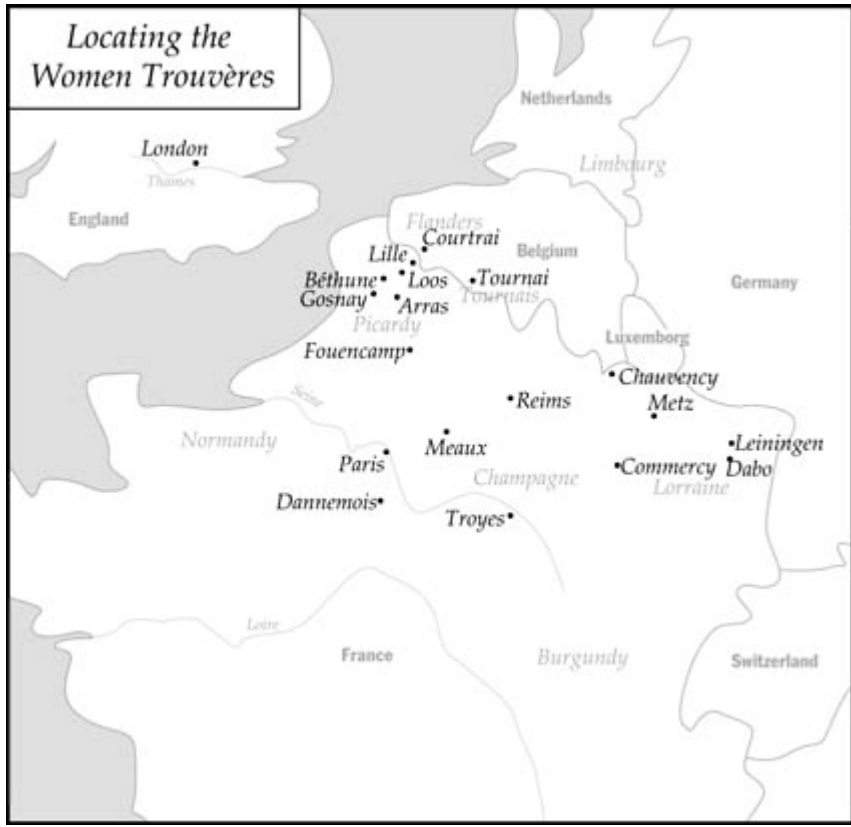 Locating the
Women Trouvères
Netherlands
London
Limbourg
Thames
England
Flanders
Courtrai
Lille
Belgium
Béthune
Loos
Tournai
Germany
Gosnay
Arras
Tournais
Picardy
Luxemborg
Fouencamp
Chauvency
Seine
Reims
Metz
Normandy
Meaux
Leiningen
Paris
Commercy
Dabo
Champagne
Lorraine
Dannemois
Troyes
Loire
France
Burgundy
Switzerland